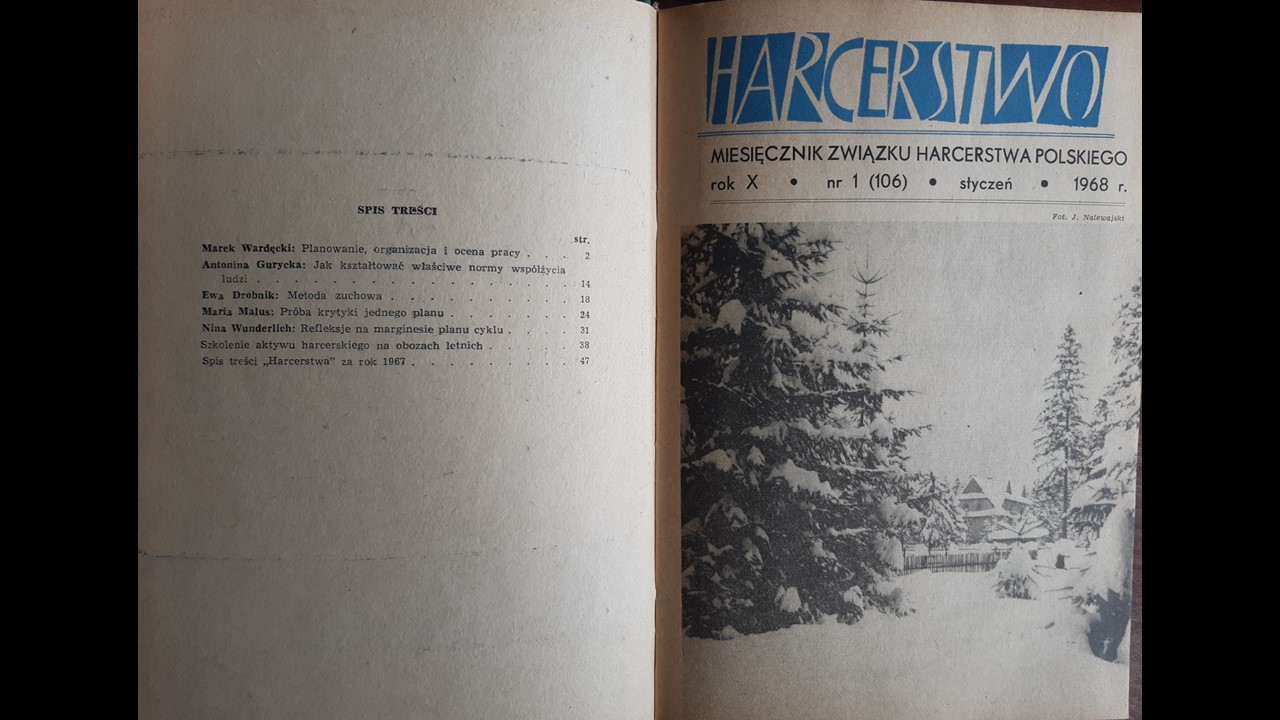 SPIS TREŚCI
str.
Marek Wardęcki: Planowanie, organizacja i ocena pracy . . . 2
Antonina Gurycka: Jak kształtować właściwe normy współżycia
ludzi . . . . . . . . . . . . . . . 14
Ewa Drobnik: Metoda zuchowa . . . . . . . . . 18
Maria Malus: Próba krytyki jednego planu . . . . . . . 24
Nina Wunderlich: Refleksje na marginesie planu cyklu . . . . 31
Szkolenie aktywu harcerskiego na obozach letnich . . . . . 38
Spis treści „Harcerstwa" za rok 1967 . . . . . . . . 47
HARCERSTWO
MIESIĘCZNIK ZWIĄZKU HARCERSTWA POLSKIEGO
rok X • nr 1 (106) • styczeń • 1968 r.
Fot. J. Nalewajski